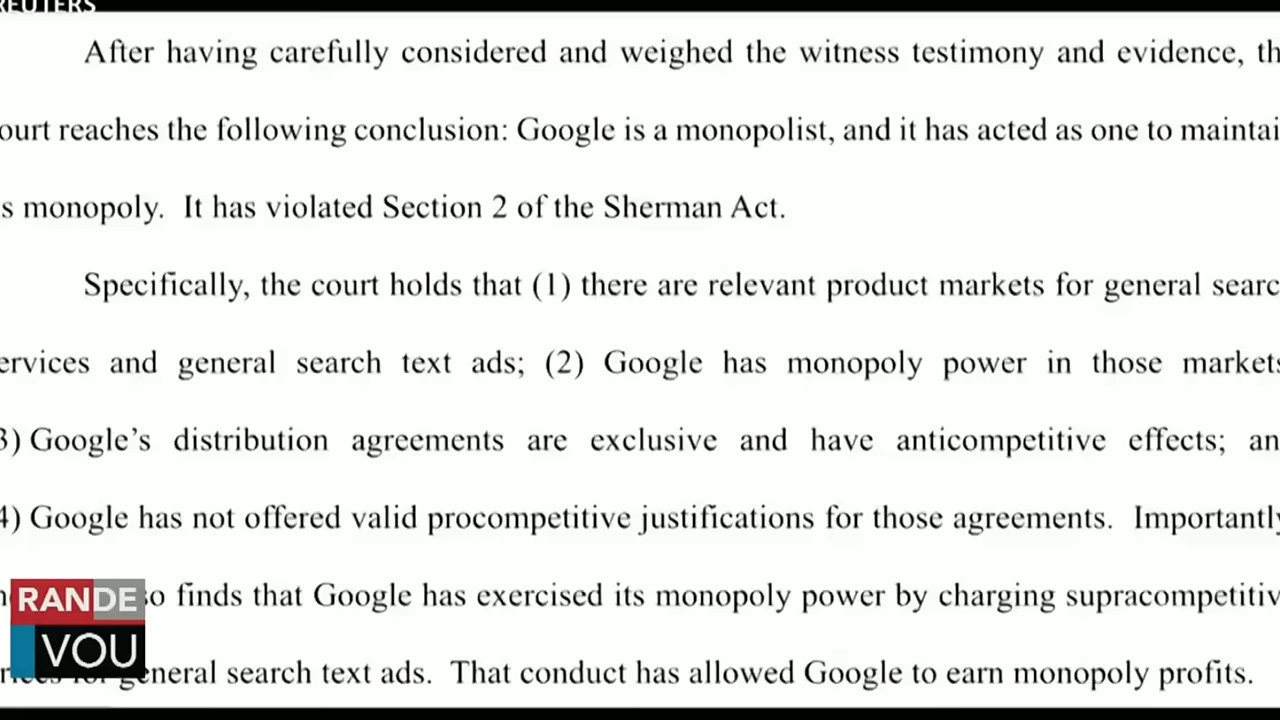 REUTERS
After having carefully considered and weighed the witness testimony and evidence, th
ourt reaches the following conclusion: Google is a monopolist, and it has acted as one to maintai
s monopoly. It has violated Section 2 of the Sherman Act.
Specifically, the court holds that (1) there are relevant product markets for general searc
ervices and general search text ads; (2) Google has monopoly power in those markets
3) Google’s distribution agreements are exclusive and have anticompetitive effects; an
4) Google has not offered valid procompetitive justifications for those agreements. Importantly
so finds that Google has exercised its monopoly power by charging supracompetitiv
general search text ads. That conduct has allowed Google to earn monopoly profits.
RANDE
VOU